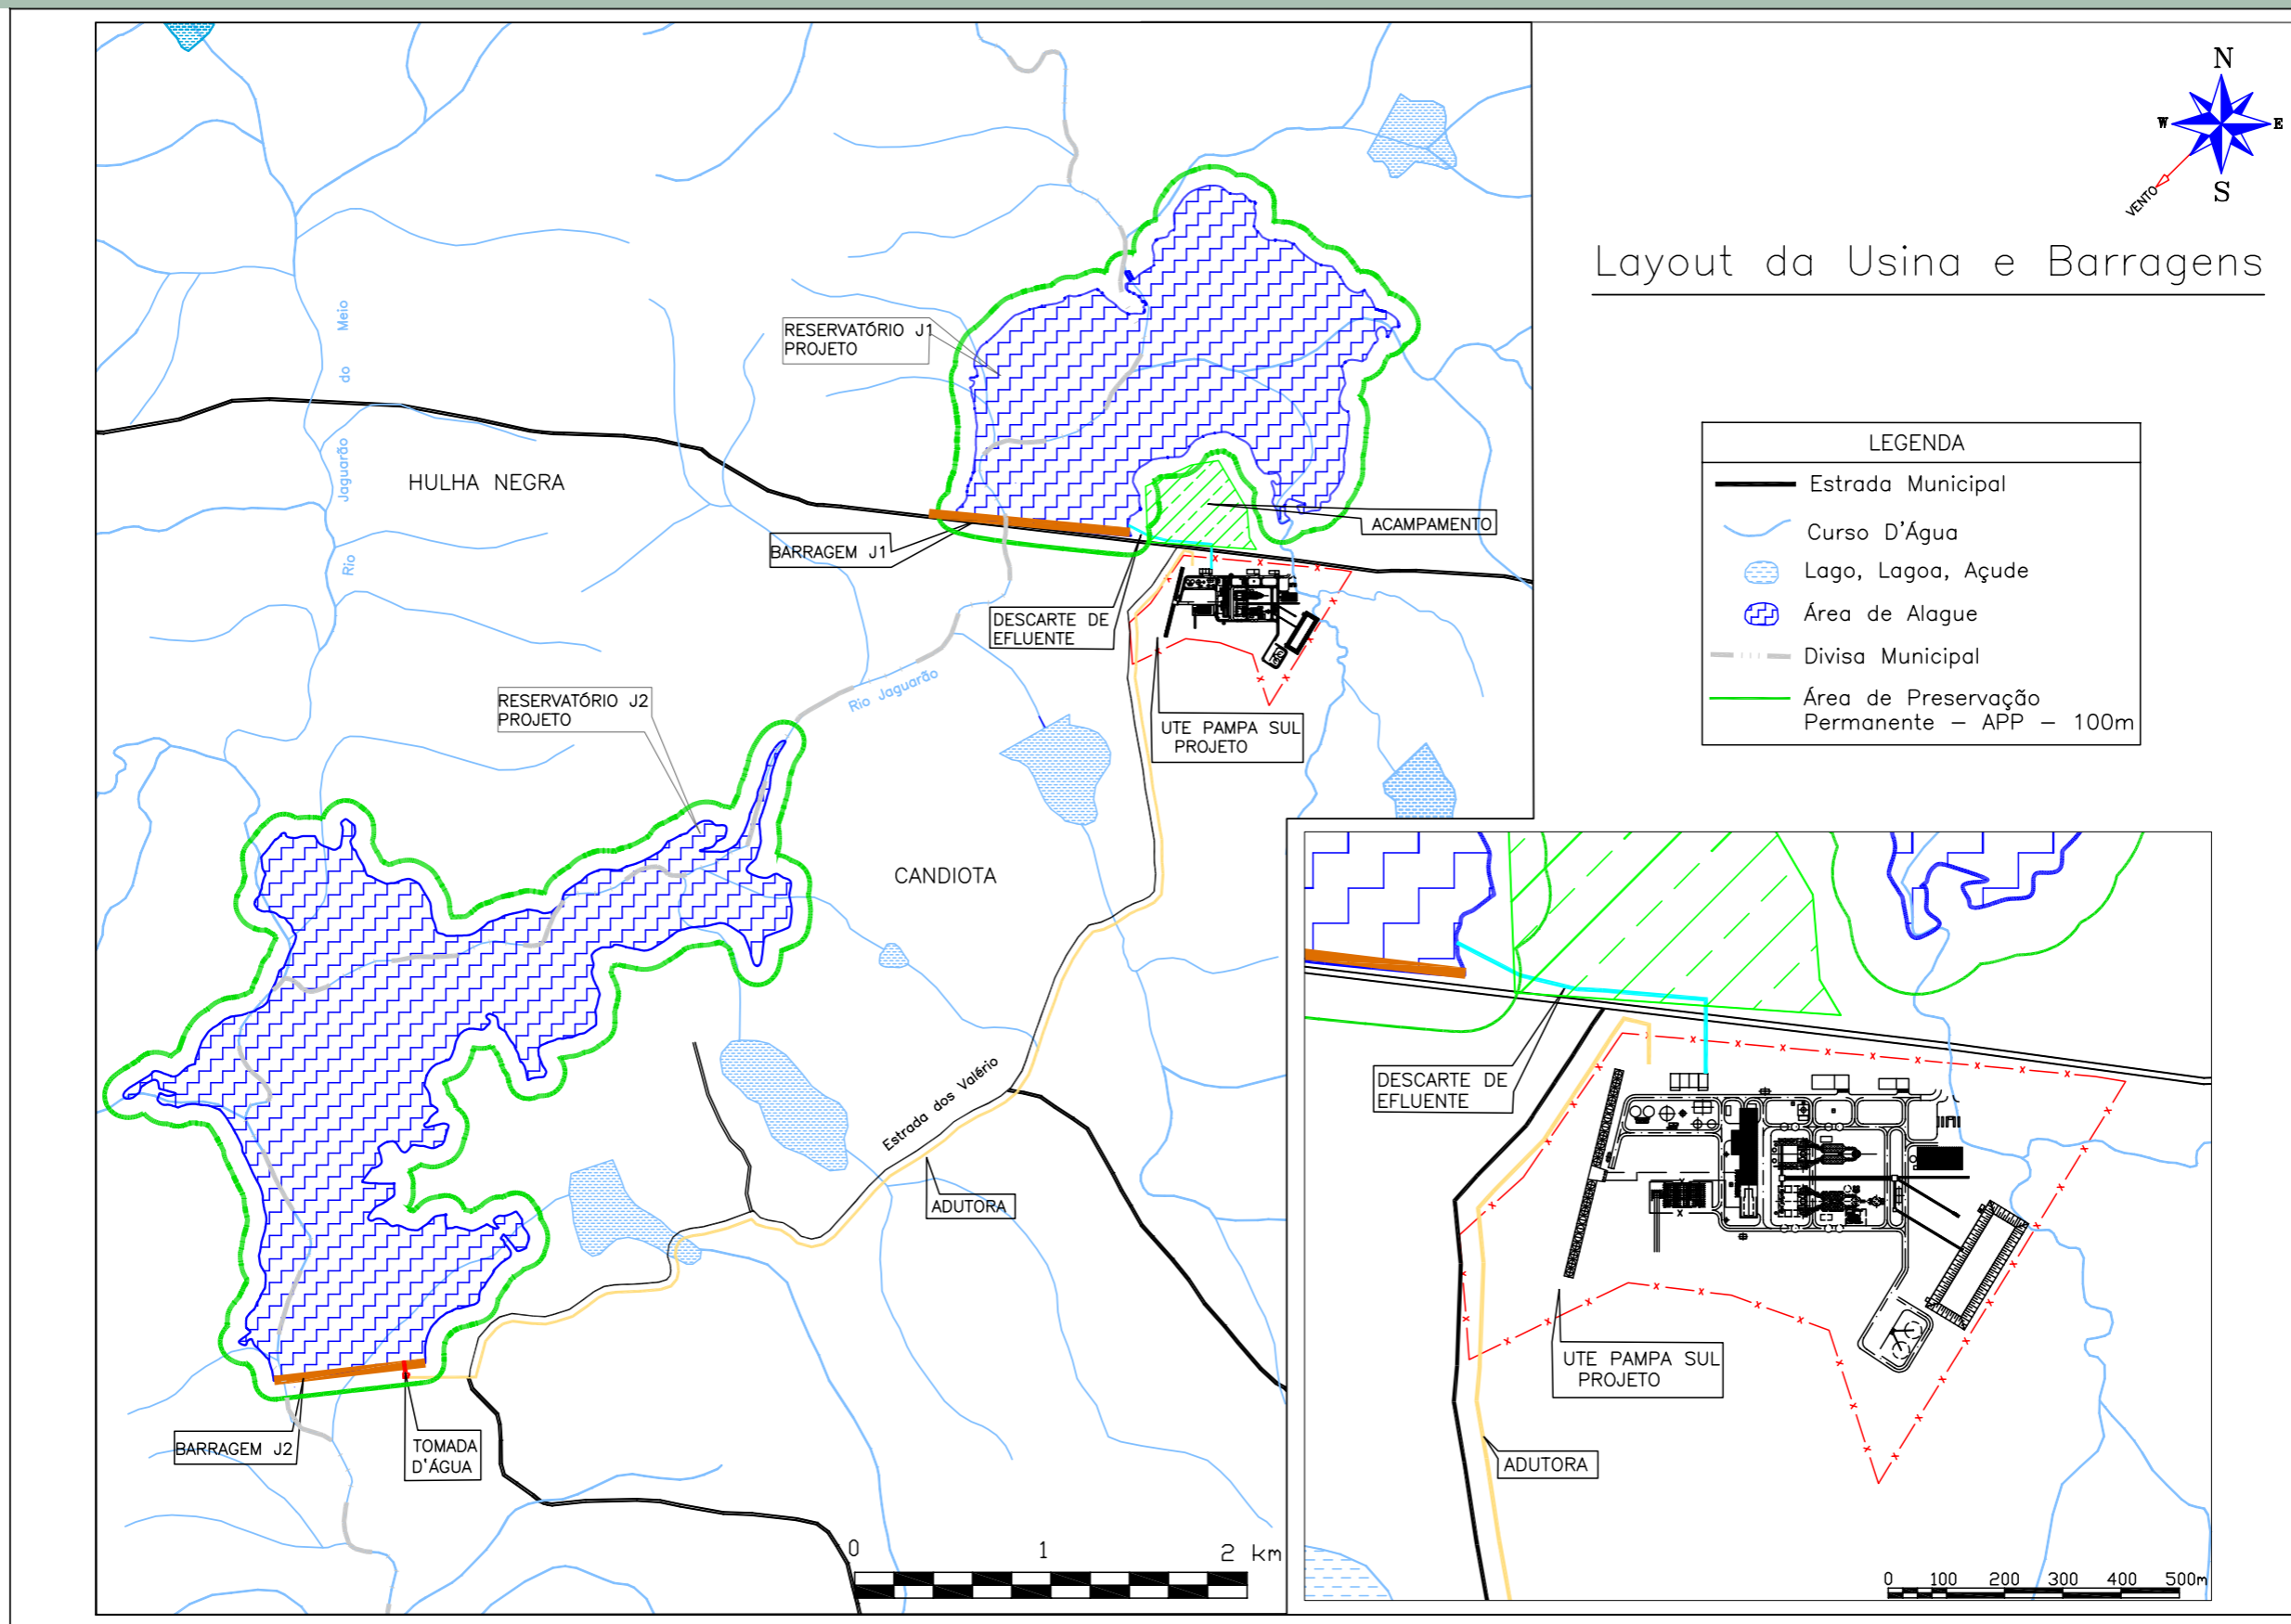 N
W
E
S
VENTO
Layout da Usina e Barragens
LEGENDA
Estrada Municipal
Curso D'Água
Lago, Lagoa, Açude
Área de Alague
Divisa Municipal
Área de Preservação
Permanente – APP – 100m
RESERVATÓRIO J1
PROJETO
Rio Jaguarão do Meio
HULHA NEGRA
ACAMPAMENTO
BARRAGEM J1
DESCARTE DE
EFLUENTE
Rio Jaguarão
RESERVATÓRIO J2
PROJETO
UTE PAMPA SUL
PROJETO
CANDIOTA
Estrada dos Valério
ADUTORA
BARRAGEM J2
TOMADA
D'ÁGUA
0 1 2 km
DESCARTE DE
EFLUENTE
UTE PAMPA SUL
PROJETO
ADUTORA
0 100 200 300 400 500m